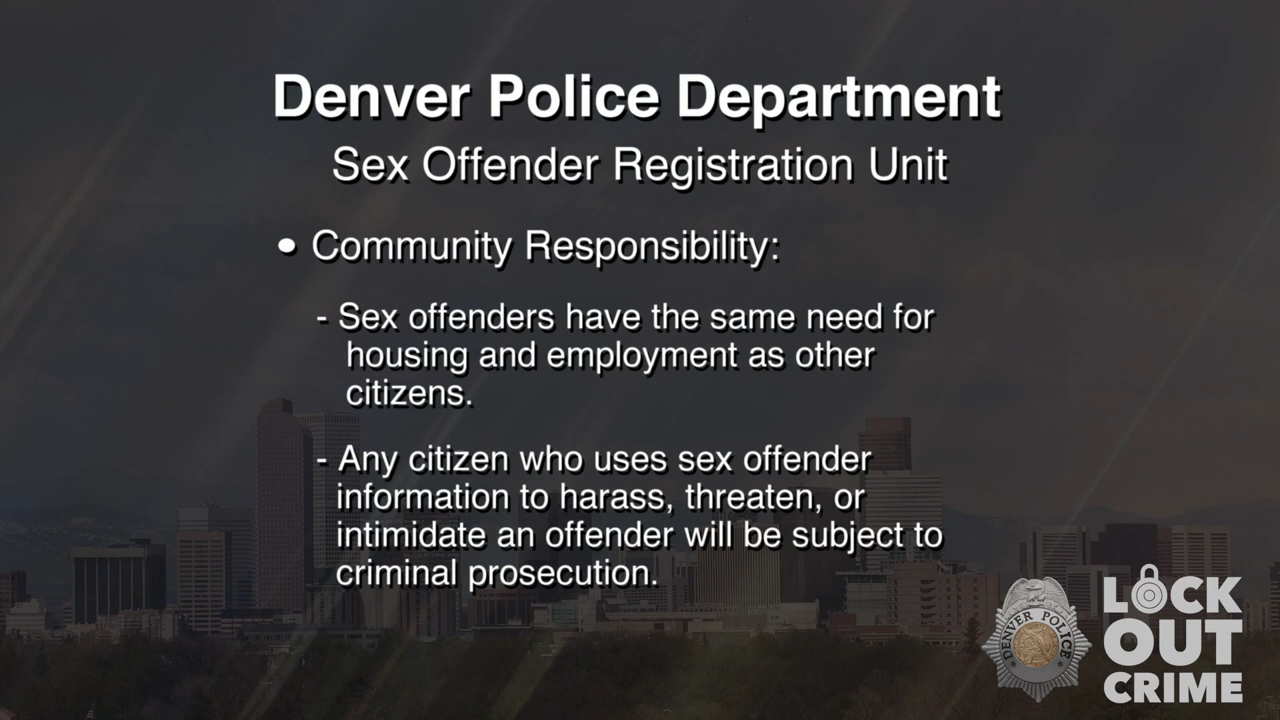 Denver Police Department
Sex Offender Registration Unit
• Community Responsibility:
- Sex offenders have the same need for
housing and employment as other
citizens.
- Any citizen who uses sex offender
information to harass, threaten, or
intimidate an offender will be subject to
criminal prosecution.
DENVER POLICE
LOCK
OUT
CRIME